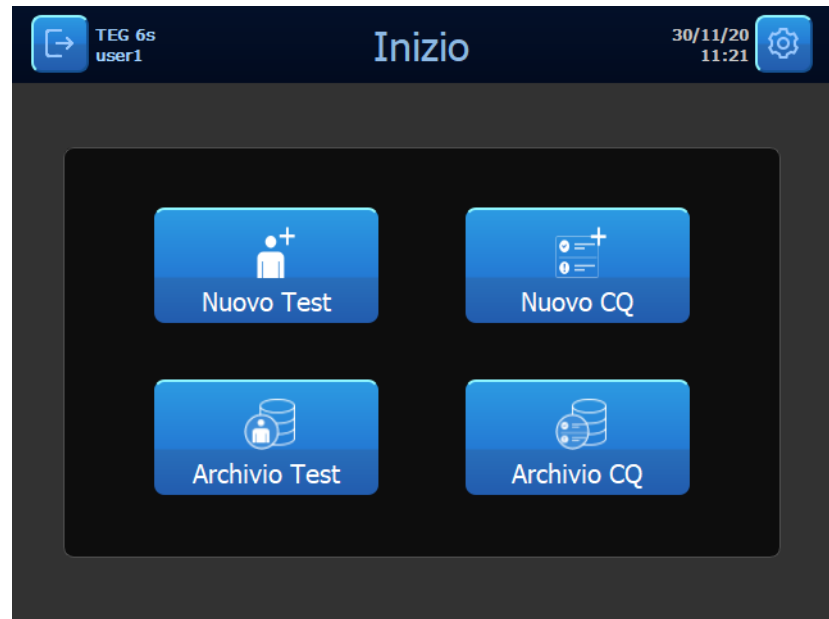 TEG 6s
user1
Inizio
30/11/20
11:21
Nuovo Test
Nuovo CQ
Archivio Test
Archivio CQ